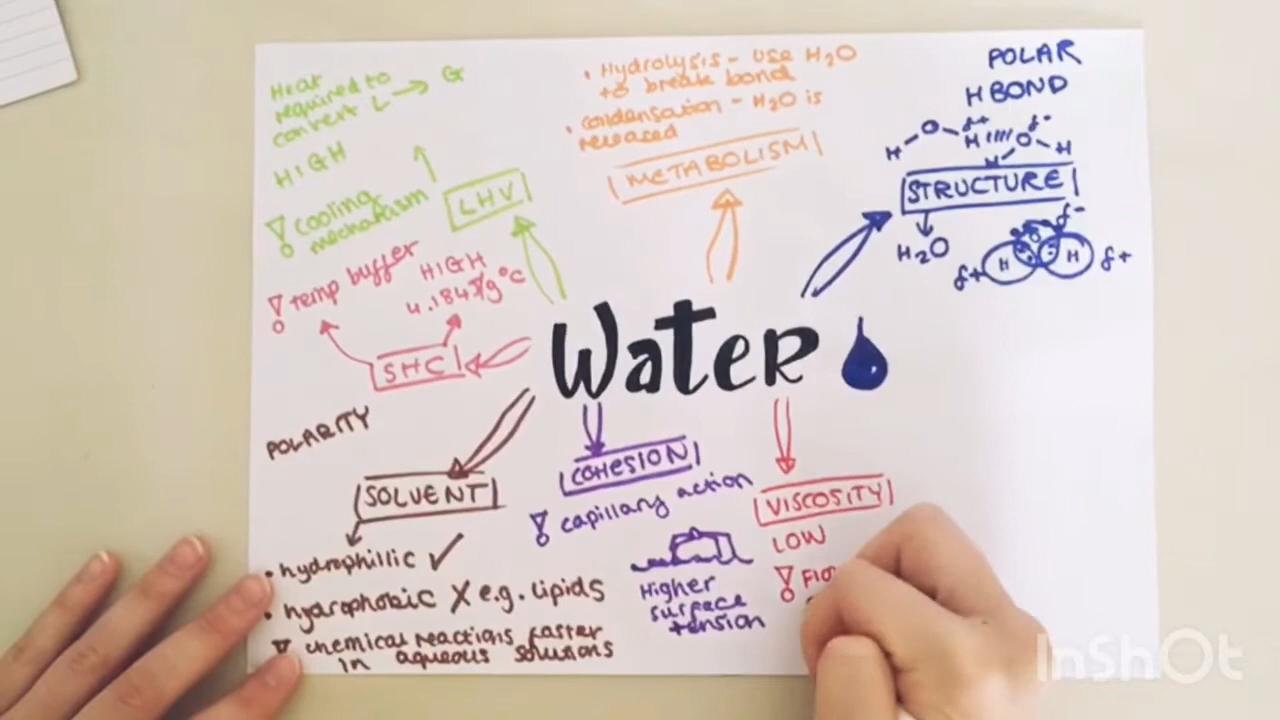 Water
Heat
required to
convert L → G
HIGH
! cooling
mechanism
LHV
• Hydrolysis - use H₂O
to break bond
• condensation - H₂O is
released
METABOLISM
POLAR
H BOND
H O H δ+ O δ- H H
STRUCTURE
H₂O
δ-
O
H H
δ+ δ+
! temp buffer
HIGH
4.184J/g°C
SHC
POLARITY
SOLVENT
• hydrophillic ✓
• hydrophobic X e.g. lipids
! chemical reactions faster
in aqueous solutions
COHESION
! capillary action
Higher
surface
tension
VISCOSITY
LOW
InShOt